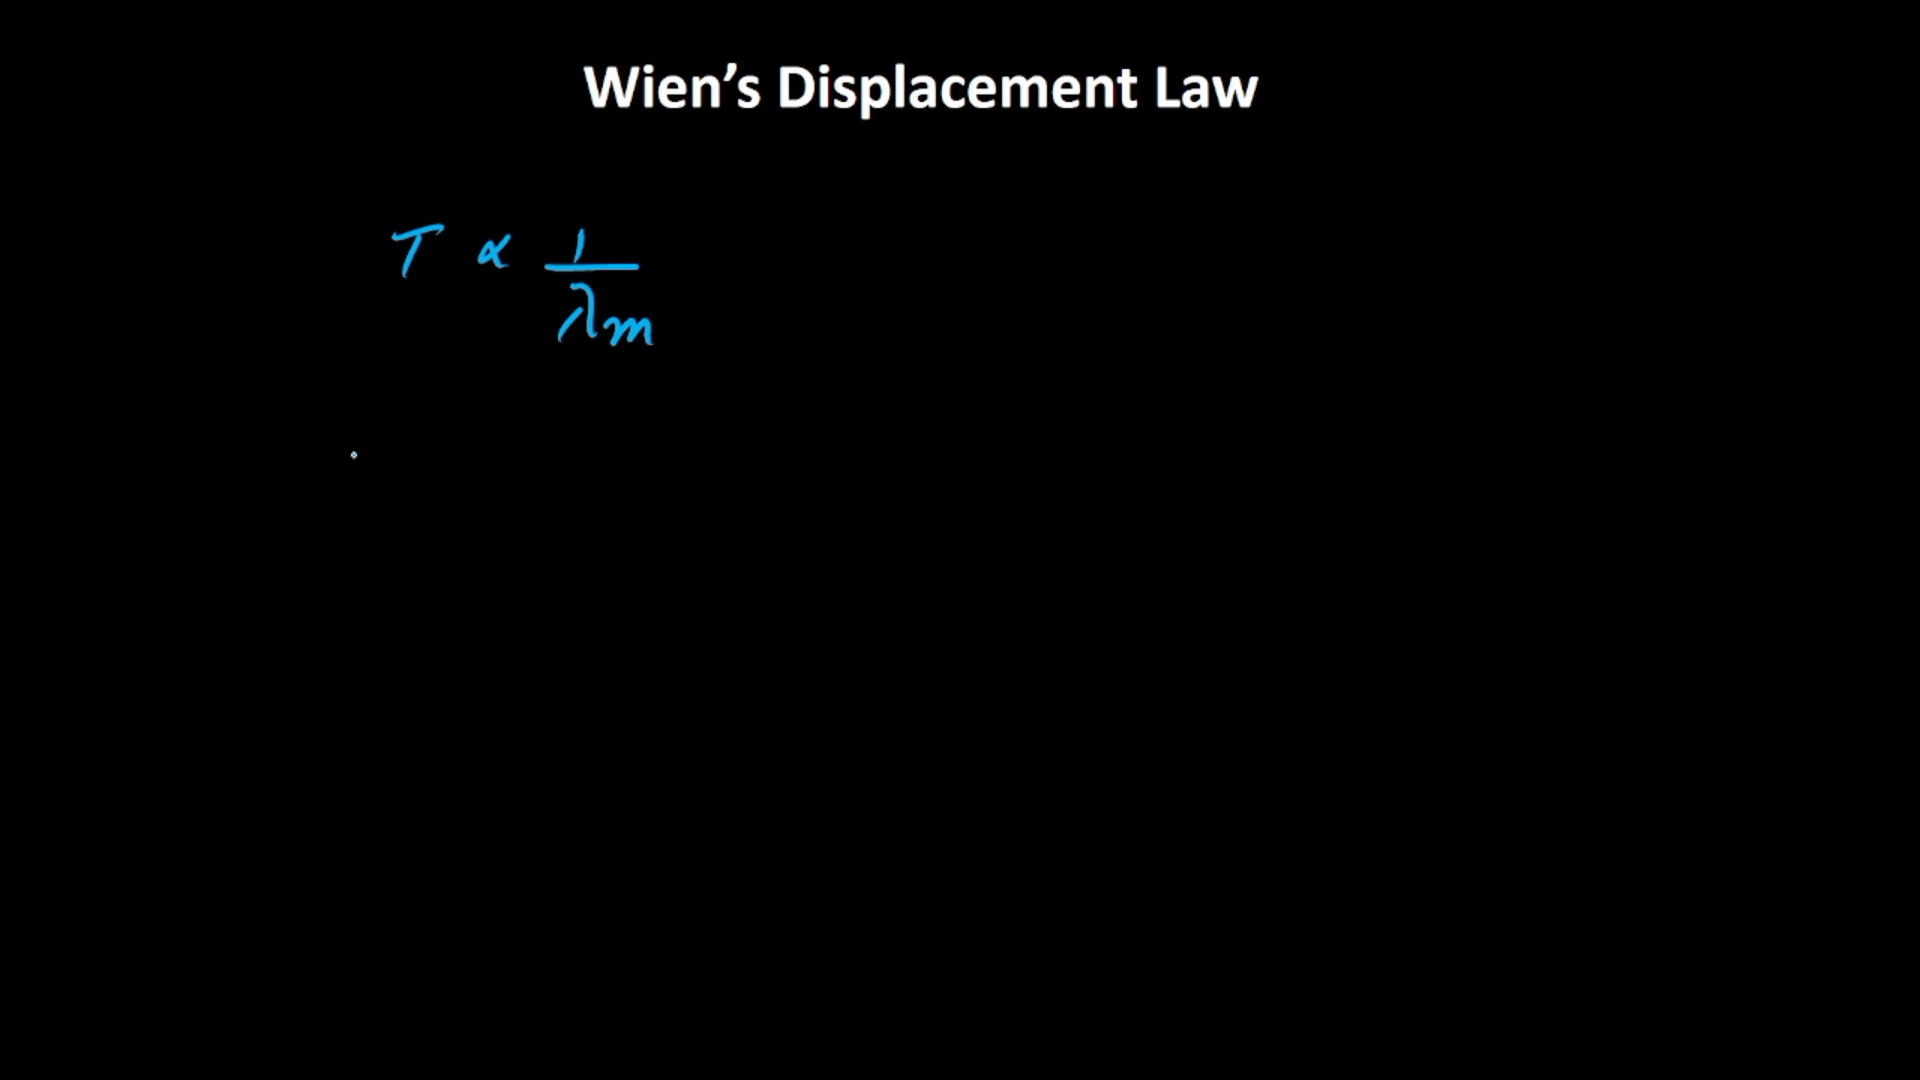 Wien’s Displacement Law
T ∝ 1/λm